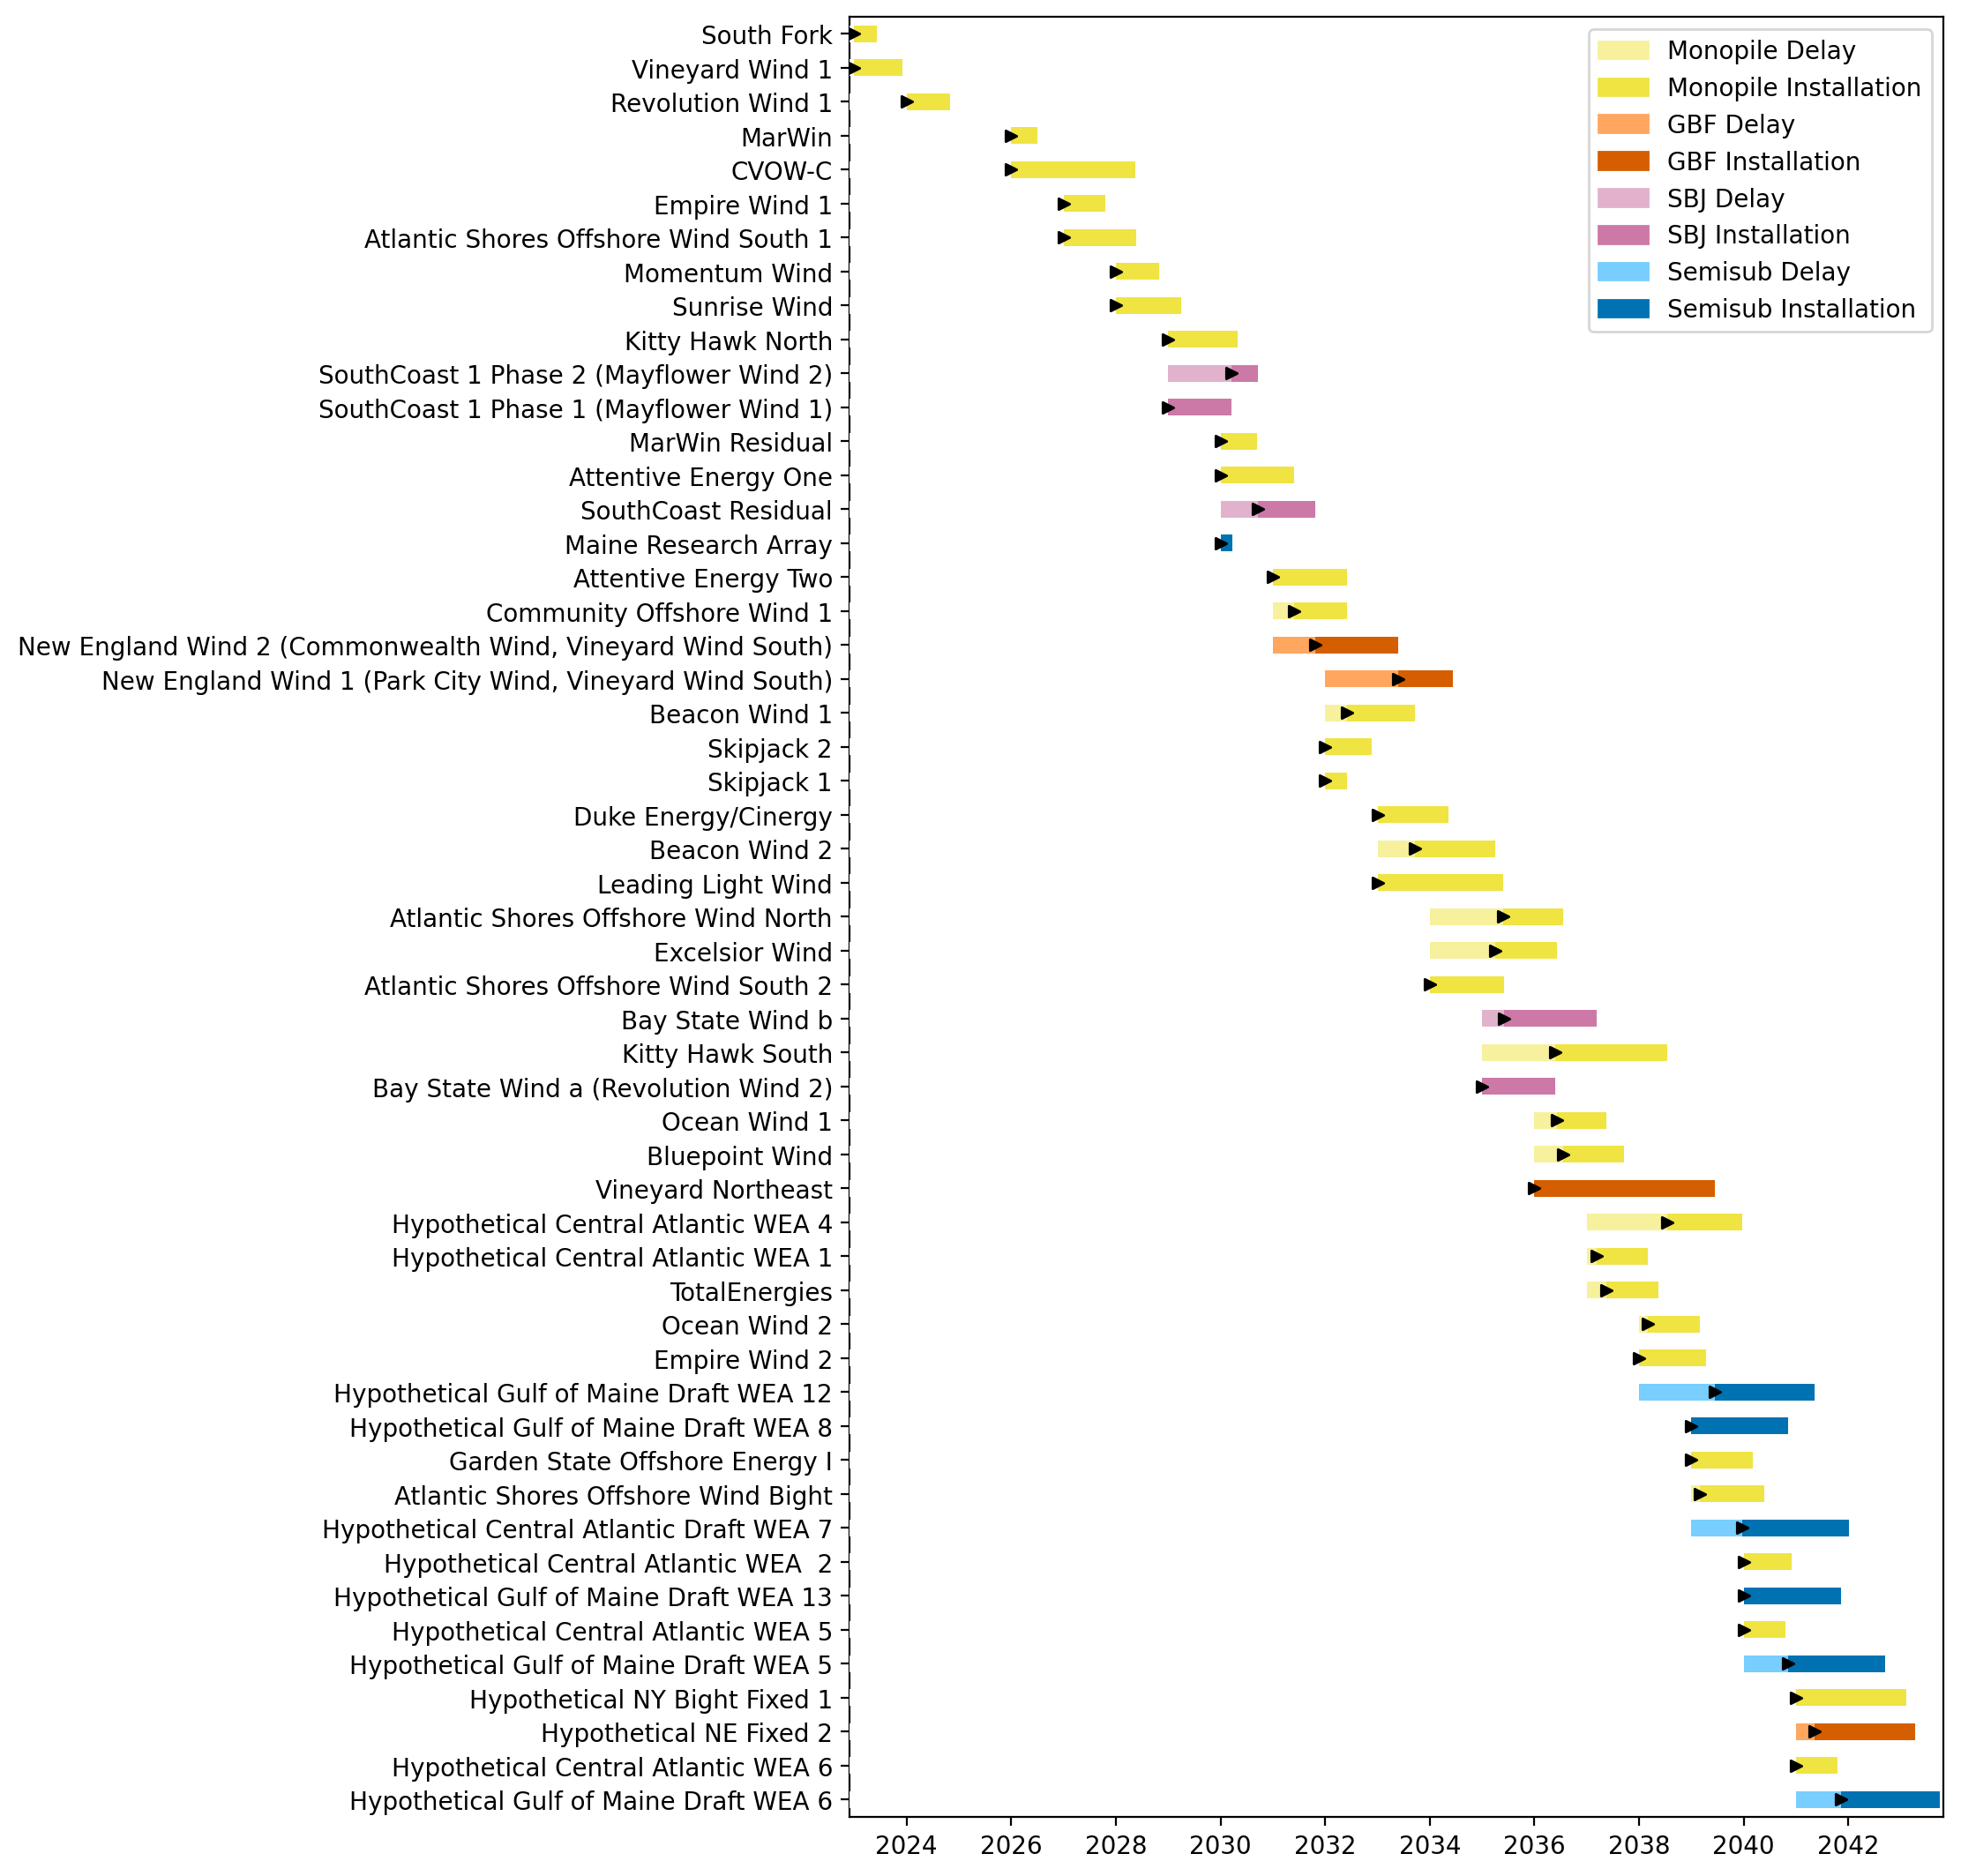 South Fork
Vineyard Wind 1
Revolution Wind 1
MarWin
CVOW-C
Empire Wind 1
Atlantic Shores Offshore Wind South 1
Momentum Wind
Sunrise Wind
Kitty Hawk North
SouthCoast 1 Phase 2 (Mayflower Wind 2)
SouthCoast 1 Phase 1 (Mayflower Wind 1)
MarWin Residual
Attentive Energy One
SouthCoast Residual
Maine Research Array
Attentive Energy Two
Community Offshore Wind 1
New England Wind 2 (Commonwealth Wind, Vineyard Wind South)
New England Wind 1 (Park City Wind, Vineyard Wind South)
Beacon Wind 1
Skipjack 2
Skipjack 1
Duke Energy/Cinergy
Beacon Wind 2
Leading Light Wind
Atlantic Shores Offshore Wind North
Excelsior Wind
Atlantic Shores Offshore Wind South 2
Bay State Wind b
Kitty Hawk South
Bay State Wind a (Revolution Wind 2)
Ocean Wind 1
Bluepoint Wind
Vineyard Northeast
Hypothetical Central Atlantic WEA 4
Hypothetical Central Atlantic WEA 1
TotalEnergies
Ocean Wind 2
Empire Wind 2
Hypothetical Gulf of Maine Draft WEA 12
Hypothetical Gulf of Maine Draft WEA 8
Garden State Offshore Energy I
Atlantic Shores Offshore Wind Bight
Hypothetical Central Atlantic Draft WEA 7
Hypothetical Central Atlantic WEA  2
Hypothetical Gulf of Maine Draft WEA 13
Hypothetical Central Atlantic WEA 5
Hypothetical Gulf of Maine Draft WEA 5
Hypothetical NY Bight Fixed 1
Hypothetical NE Fixed 2
Hypothetical Central Atlantic WEA 6
Hypothetical Gulf of Maine Draft WEA 6
Monopile Delay
Monopile Installation
GBF Delay
GBF Installation
SBJ Delay
SBJ Installation
Semisub Delay
Semisub Installation
2024 2026 2028 2030 2032 2034 2036 2038 2040 2042